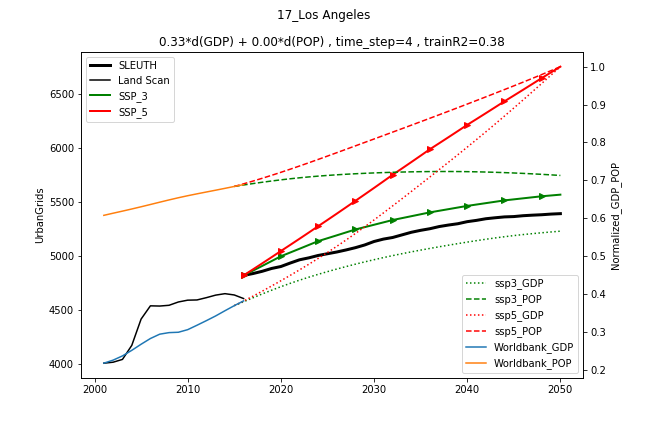 17_Los Angeles
0.33*d(GDP) + 0.00*d(POP) , time_step=4 , trainR2=0.38
SLEUTH
Land Scan
SSP_3
SSP_5
6500
6000
5500
5000
4500
4000
UrbanGrids
1.0
0.9
0.8
0.7
0.6
0.5
0.4
0.3
0.2
Normalized_GDP_POP
ssp3_GDP
ssp3_POP
ssp5_GDP
ssp5_POP
Worldbank_GDP
Worldbank_POP
2000
2010
2020
2030
2040
2050